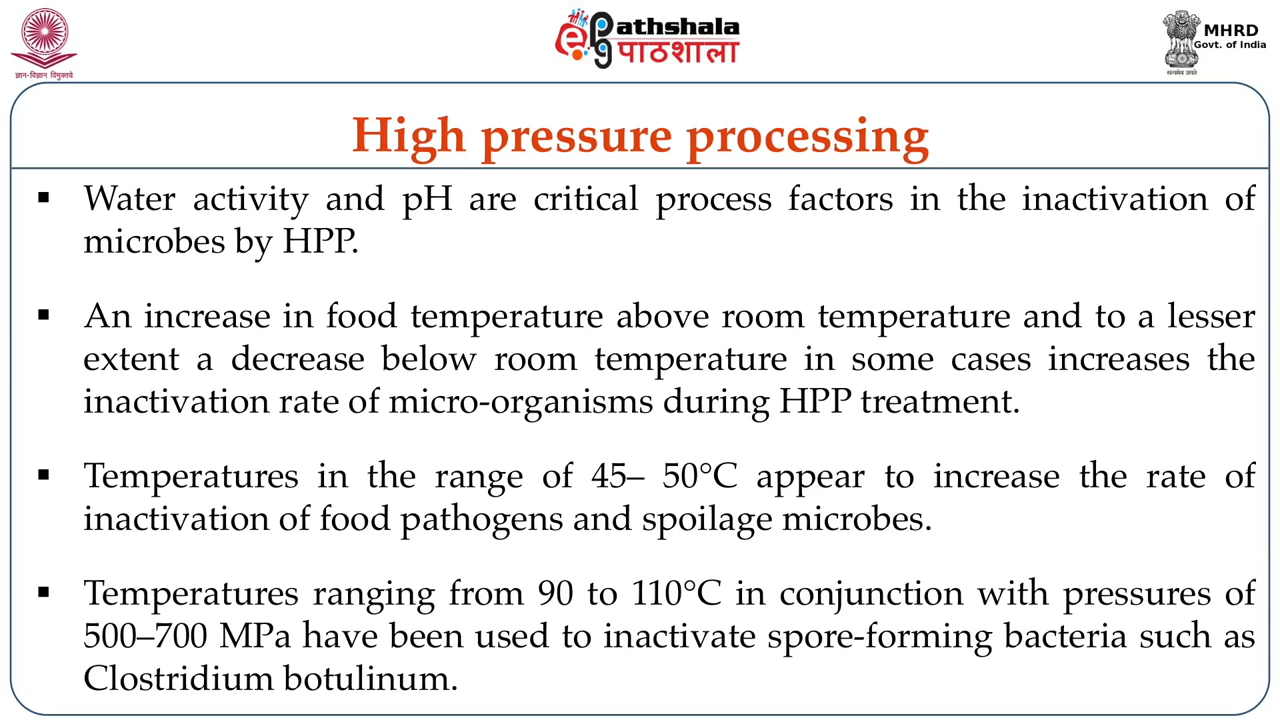 ज्ञान-विज्ञान विमुक्तये
ePathshala
पाठशाला
MHRD
Govt. of India
सत्यमेव जयते
High pressure processing
▪ Water activity and pH are critical process factors in the inactivation of
microbes by HPP.
▪ An increase in food temperature above room temperature and to a lesser
extent a decrease below room temperature in some cases increases the
inactivation rate of micro-organisms during HPP treatment.
▪ Temperatures in the range of 45– 50°C appear to increase the rate of
inactivation of food pathogens and spoilage microbes.
▪ Temperatures ranging from 90 to 110°C in conjunction with pressures of
500–700 MPa have been used to inactivate spore-forming bacteria such as
Clostridium botulinum.